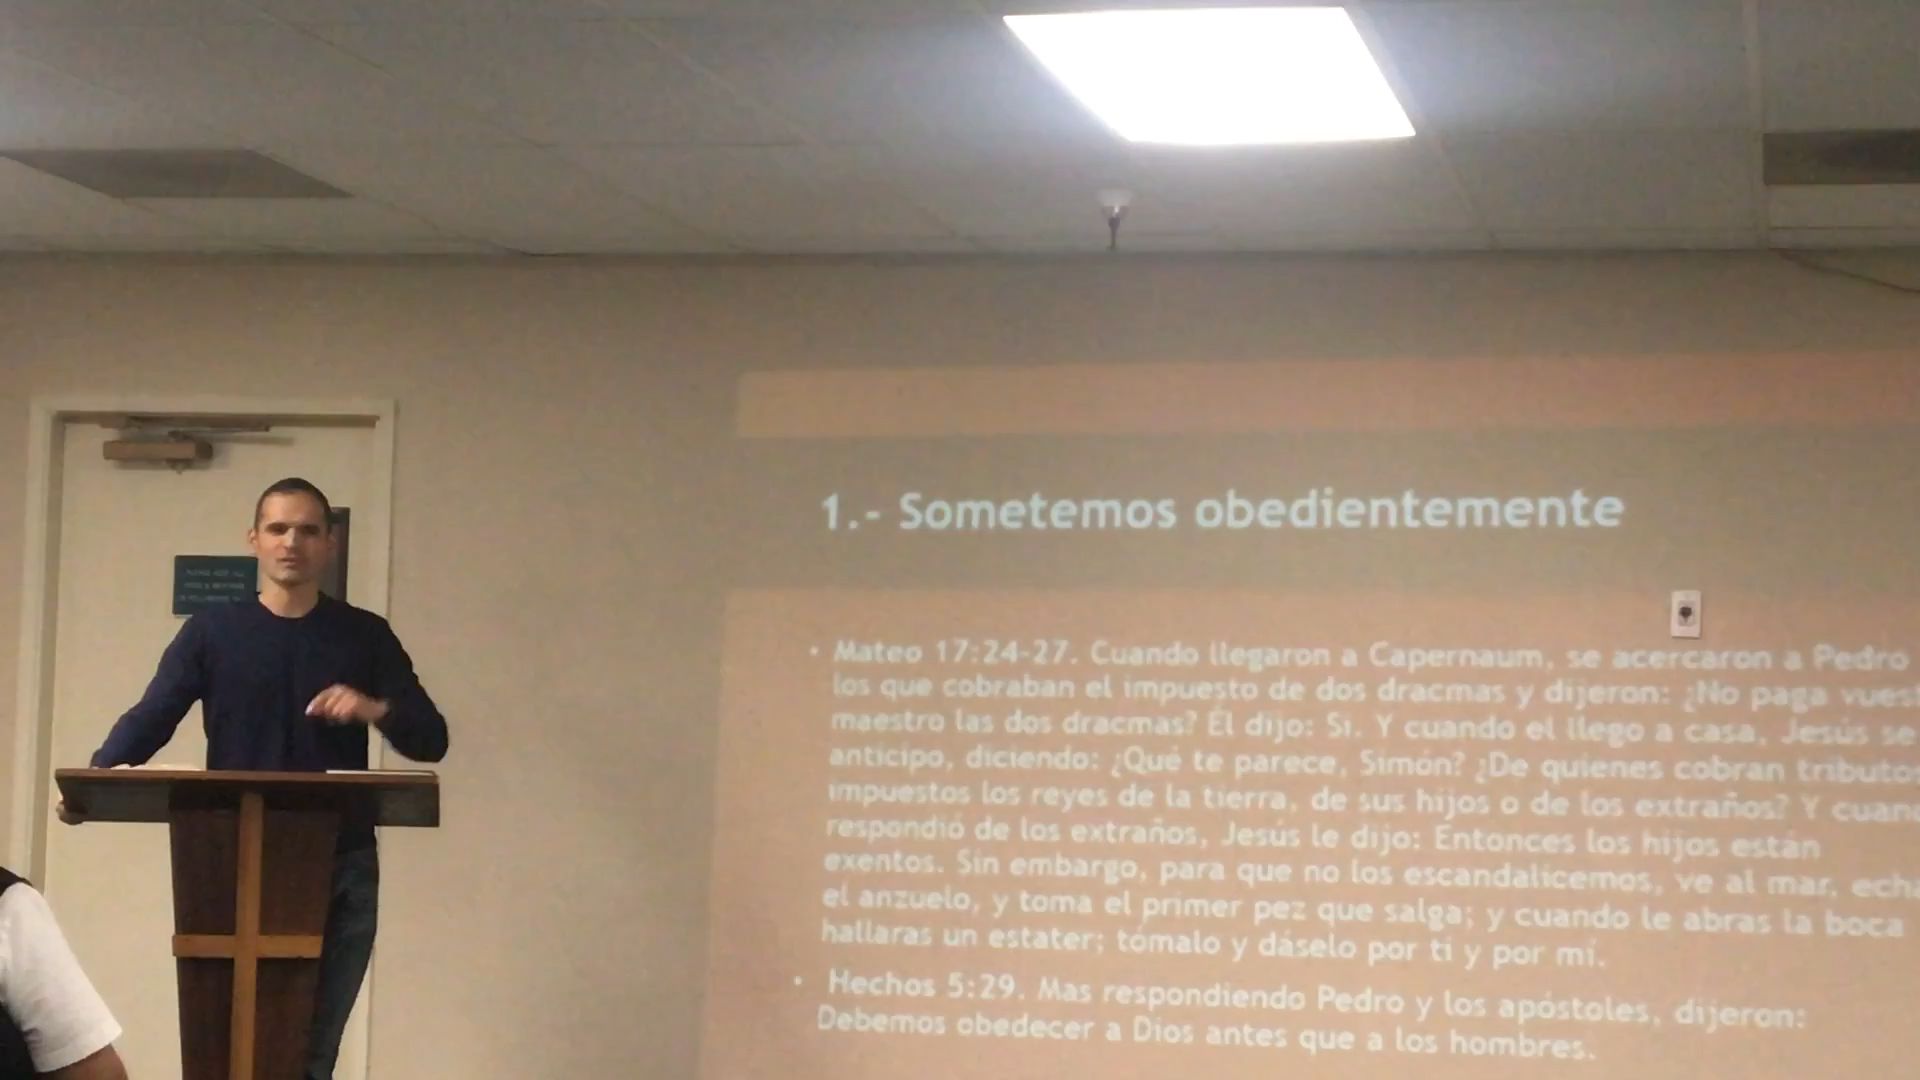 1.- Sometemos obedientemente
• Mateo 17:24-27. Cuando llegaron a Capernaum, se acercaron a Pedro
los que cobraban el impuesto de dos dracmas y dijeron: ¿No paga vuest
maestro las dos dracmas? El dijo: Si. Y cuando el llego a casa, Jesús se
anticipo, diciendo: ¿Qué te parece, Simón? ¿De quienes cobran tributos
impuestos los reyes de la tierra, de sus hijos o de los extraños? Y cuan
respondió de los extraños, Jesús le dijo: Entonces los hijos están
exentos. Sin embargo, para que no los escandalicemos, ve al mar, echa
el anzuelo, y toma el primer pez que salga; y cuando le abras la boca
hallaras un estater; tómalo y dáselo por ti y por mí.
• Hechos 5:29. Mas respondiendo Pedro y los apóstoles, dijeron:
Debemos obedecer a Dios antes que a los hombres.